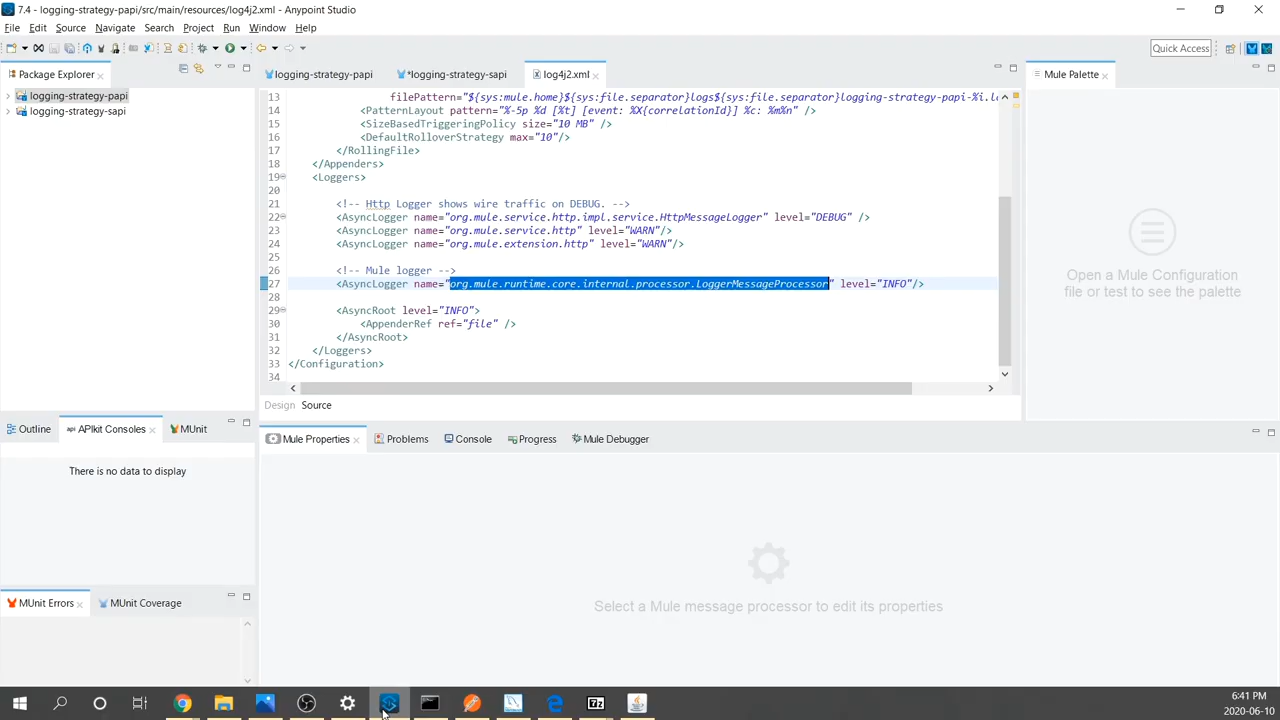 7.4 - logging-strategy-papi/src/main/resources/log4j2.xml - Anypoint Studio
File Edit Source Navigate Search Project Run Window Help
Quick Access
Package Explorer
logging-strategy-papi
logging-strategy-sapi
logging-strategy-papi *logging-strategy-sapi log4j2.xml
13 filePattern="${sys:mule.home}${sys:file.separator}logs${sys:file.separator}logging-strategy-papi-%i.l
14 <PatternLayout pattern="%-5p %d [%t] [event: %X{correlationId}] %c: %m%n" />
15 <SizeBasedTriggeringPolicy size="10 MB" />
16 <DefaultRolloverStrategy max="10"/>
17 </RollingFile>
18 </Appenders>
19 <Loggers>
20
21 <!-- Http Logger shows wire traffic on DEBUG. -->
22 <AsyncLogger name="org.mule.service.http.impl.service.HttpMessageLogger" level="DEBUG" />
23 <AsyncLogger name="org.mule.service.http" level="WARN"/>
24 <AsyncLogger name="org.mule.extension.http" level="WARN"/>
25
26 <!-- Mule logger -->
27 <AsyncLogger name="org.mule.runtime.core.internal.processor.LoggerMessageProcessor" level="INFO"/>
28
29 <AsyncRoot level="INFO">
30 <AppenderRef ref="file" />
31 </AsyncRoot>
32 </Loggers>
33 </Configuration>
34
Design Source
Mule Palette
Open a Mule Configuration
file or test to see the palette
Outline APIkit Consoles MUnit
There is no data to display
MUnit Errors MUnit Coverage
Mule Properties Problems Console Progress Mule Debugger
Select a Mule message processor to edit its properties
6:41 PM
2020-06-10